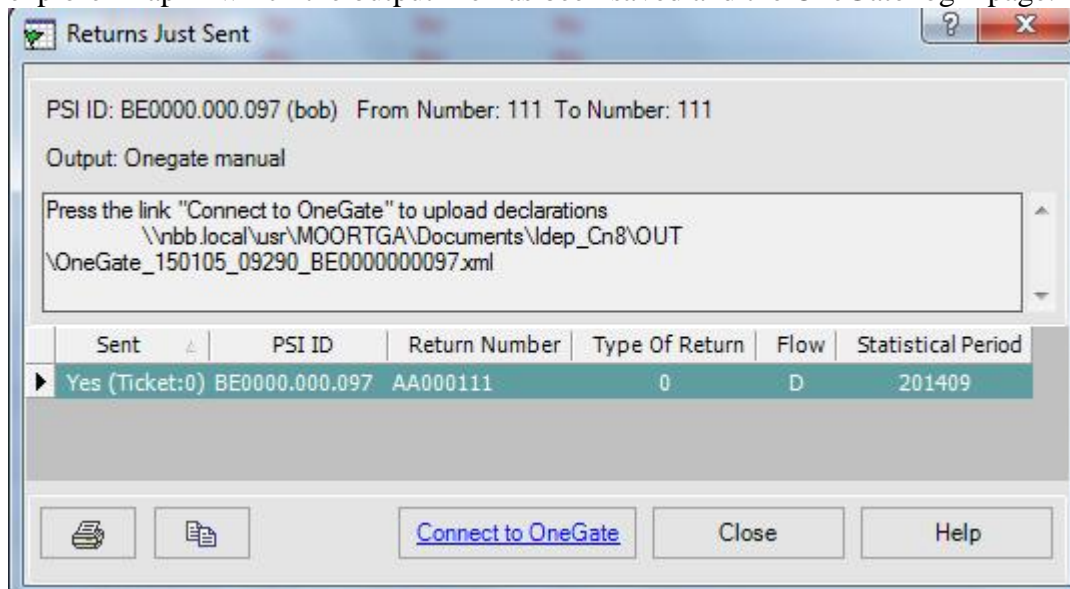 Returns Just Sent
PSI ID: BE0000.000.097 (bob) From Number: 111 To Number: 111
Output: Onegate manual
Press the link "Connect to OneGate" to upload declarations
\\nbb.local\usr\MOORTGA\Documents\Idep_Cn8\OUT
\OneGate_150105_09290_BE0000000097.xml
Sent PSI ID Return Number Type Of Return Flow Statistical Period
Yes (Ticket:0) BE0000.000.097 AA000111 0 D 201409
Connect to OneGate Close Help